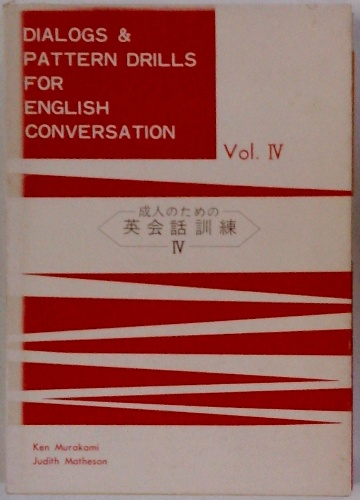 DIALOGS &
PATTERN DRILLS
FOR
ENGLISH
CONVERSATION
Vol. IV
成人のための
英会話訓練
IV
Ken Murakami
Judith Matheson